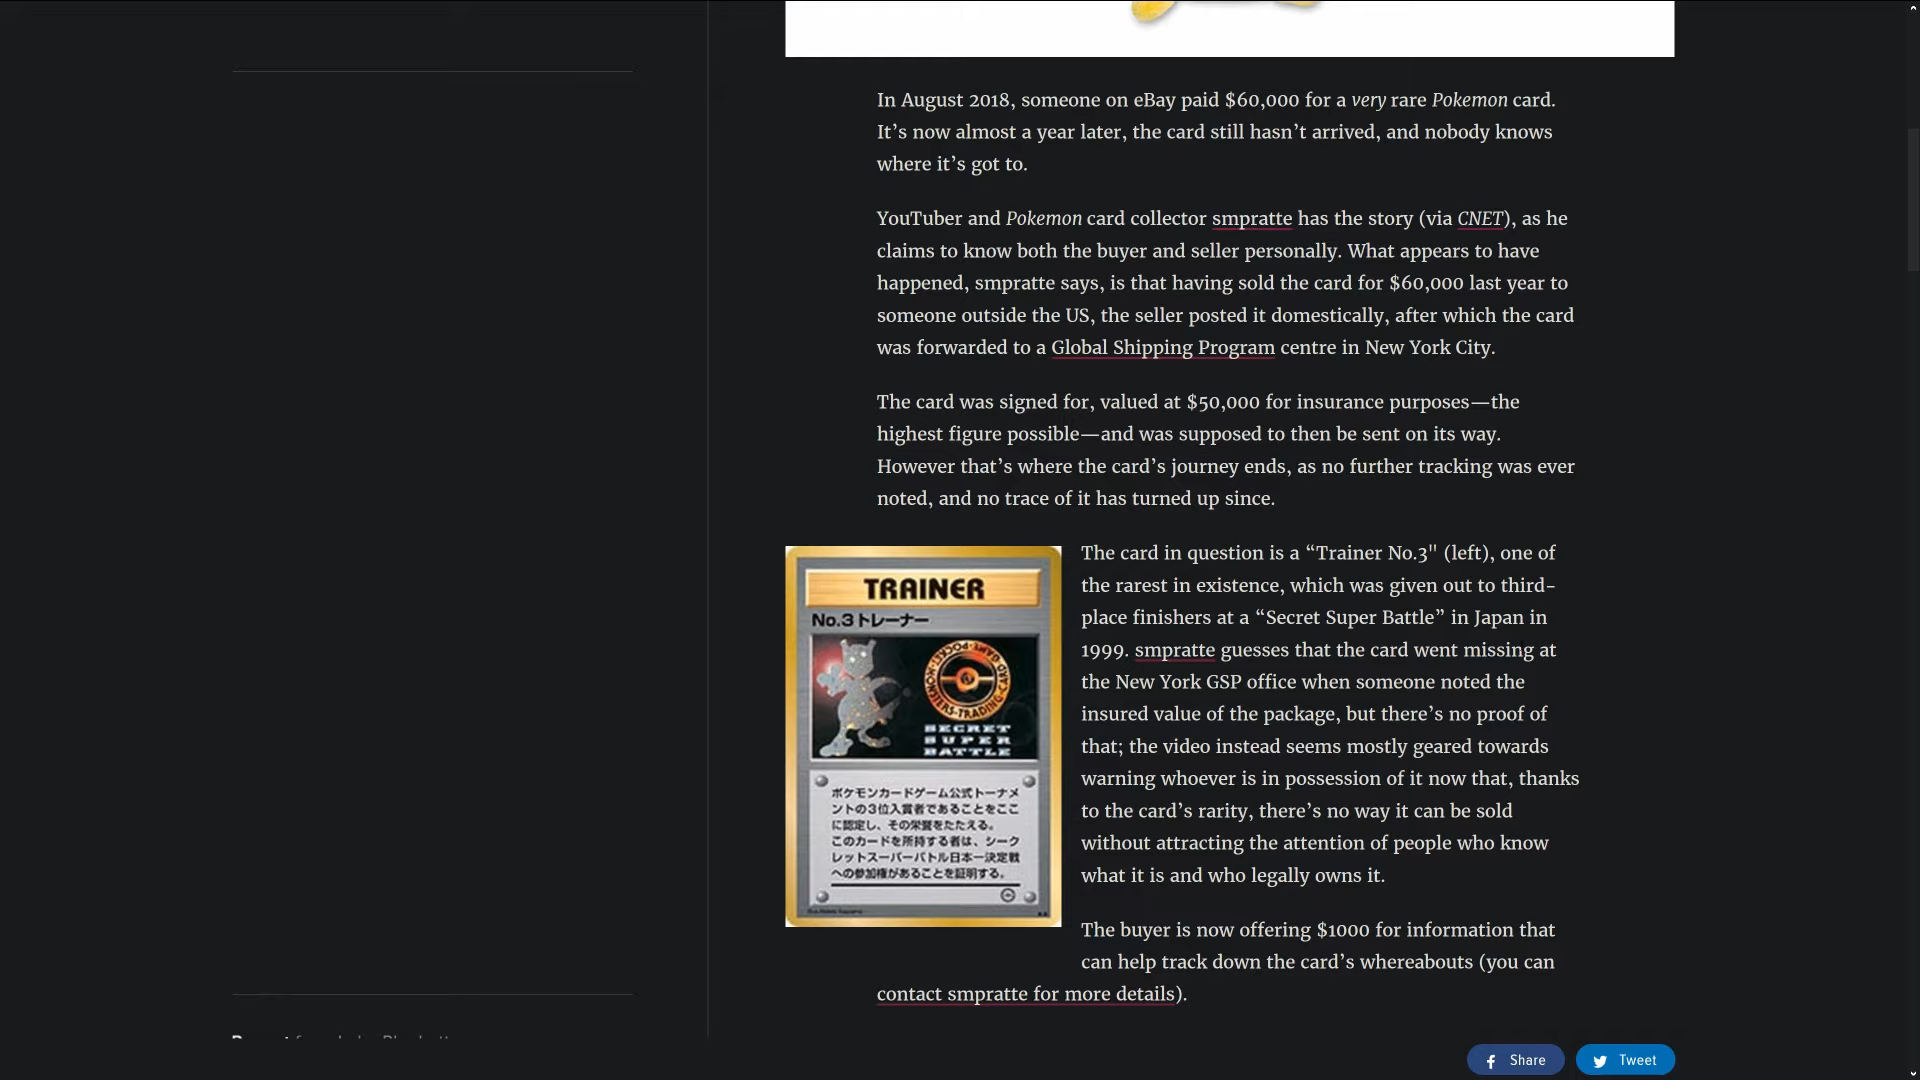 In August 2018, someone on eBay paid $60,000 for a very rare Pokemon card.
It’s now almost a year later, the card still hasn’t arrived, and nobody knows
where it’s got to.
YouTuber and Pokemon card collector smpratte has the story (via CNET), as he
claims to know both the buyer and seller personally. What appears to have
happened, smpratte says, is that having sold the card for $60,000 last year to
someone outside the US, the seller posted it domestically, after which the card
was forwarded to a Global Shipping Program centre in New York City.
The card was signed for, valued at $50,000 for insurance purposes—the
highest figure possible—and was supposed to then be sent on its way.
However that’s where the card’s journey ends, as no further tracking was ever
noted, and no trace of it has turned up since.
TRAINER
No.3トレーナー
POCKET MONSTERS TRADING CARD GAME
SECRET
SUPER
BATTLE
ポケモンカードゲーム公式トーナメ
ントの3位入賞者であることをここ
に認定し、その栄誉をたたえる。
このカードを所持する者は、シーク
レットスーパーバトル日本一決定戦
への参加権があることを証明する。
The card in question is a “Trainer No.3" (left), one of
the rarest in existence, which was given out to third-
place finishers at a “Secret Super Battle” in Japan in
1999. smpratte guesses that the card went missing at
the New York GSP office when someone noted the
insured value of the package, but there’s no proof of
that; the video instead seems mostly geared towards
warning whoever is in possession of it now that, thanks
to the card’s rarity, there’s no way it can be sold
without attracting the attention of people who know
what it is and who legally owns it.
The buyer is now offering $1000 for information that
can help track down the card’s whereabouts (you can
contact smpratte for more details).
Share
Tweet